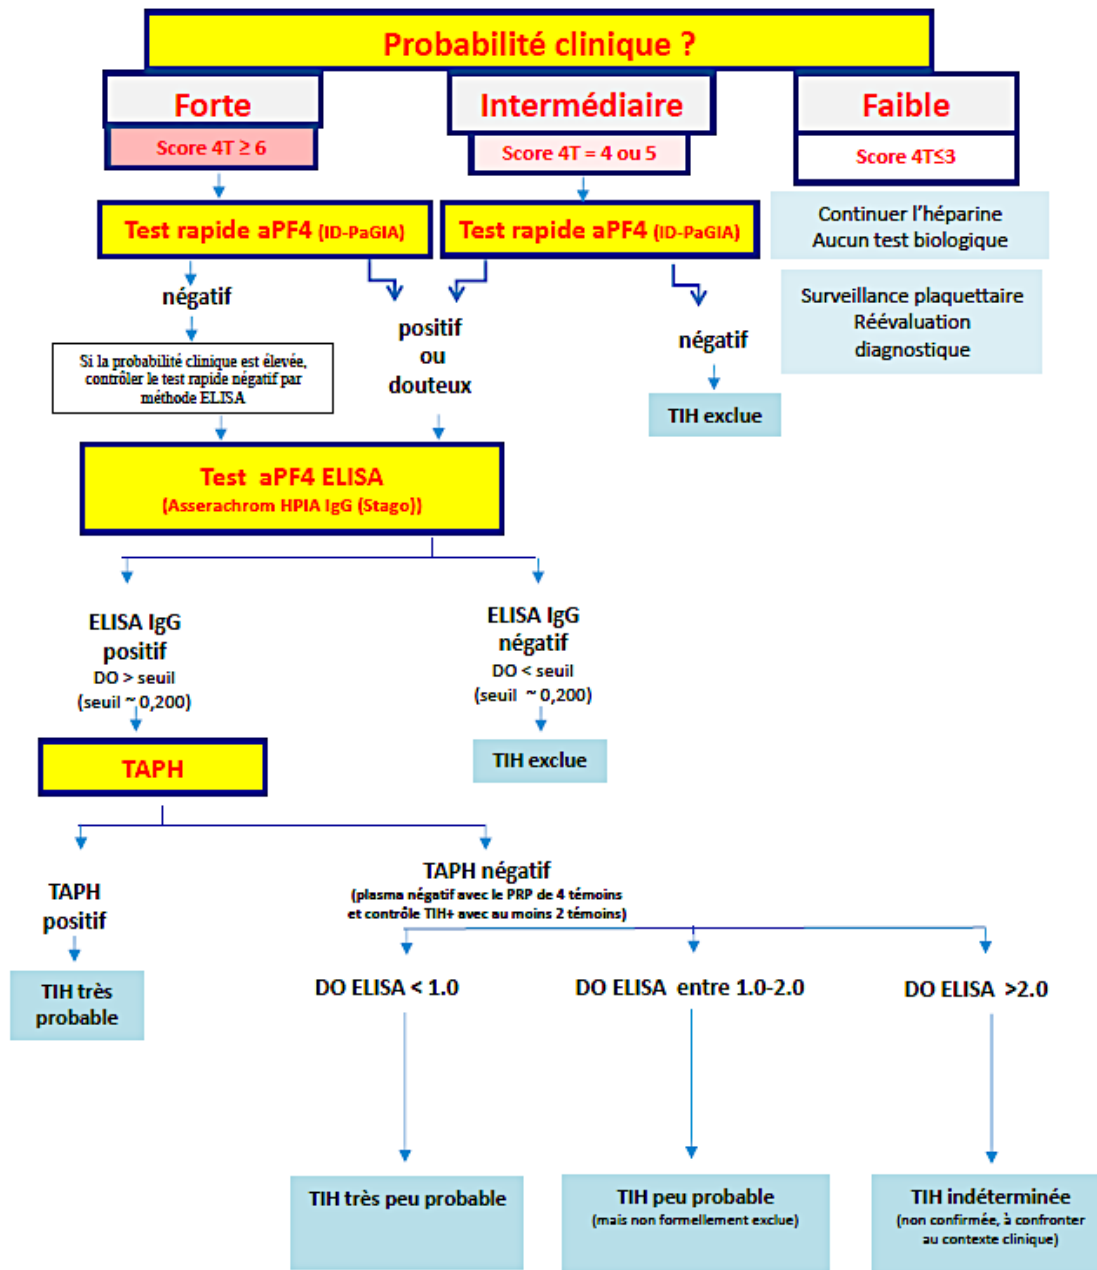 Probabilité clinique ?
Forte
Intermédiaire
Faible
Score 4T ≥ 6
Score 4T = 4 ou 5
Score 4T≤3
Test rapide aPF4 (ID-PaGIA)
Test rapide aPF4 (ID-PaGIA)
Continuer l'héparine
Aucun test biologique
négatif
positif
ou
douteux
négatif
Surveillance plaquettaire
Réévaluation
diagnostique
Si la probabilité clinique est élevée,
contrôler le test rapide négatif par
méthode ELISA
TIH exclue
Test aPF4 ELISA
(Asserachrom HPIA IgG (Stago))
ELISA IgG
positif
DO > seuil
(seuil ~ 0,200)
ELISA IgG
négatif
DO < seuil
(seuil ~ 0,200)
TAPH
TIH exclue
TAPH
positif
TAPH négatif
(plasma négatif avec le PRP de 4 témoins
et contrôle TIH+ avec au moins 2 témoins)
TIH très
probable
DO ELISA < 1.0
DO ELISA entre 1.0-2.0
DO ELISA >2.0
TIH très peu probable
TIH peu probable
(mais non formellement exclue)
TIH indéterminée
(non confirmée, à confronter
au contexte clinique)